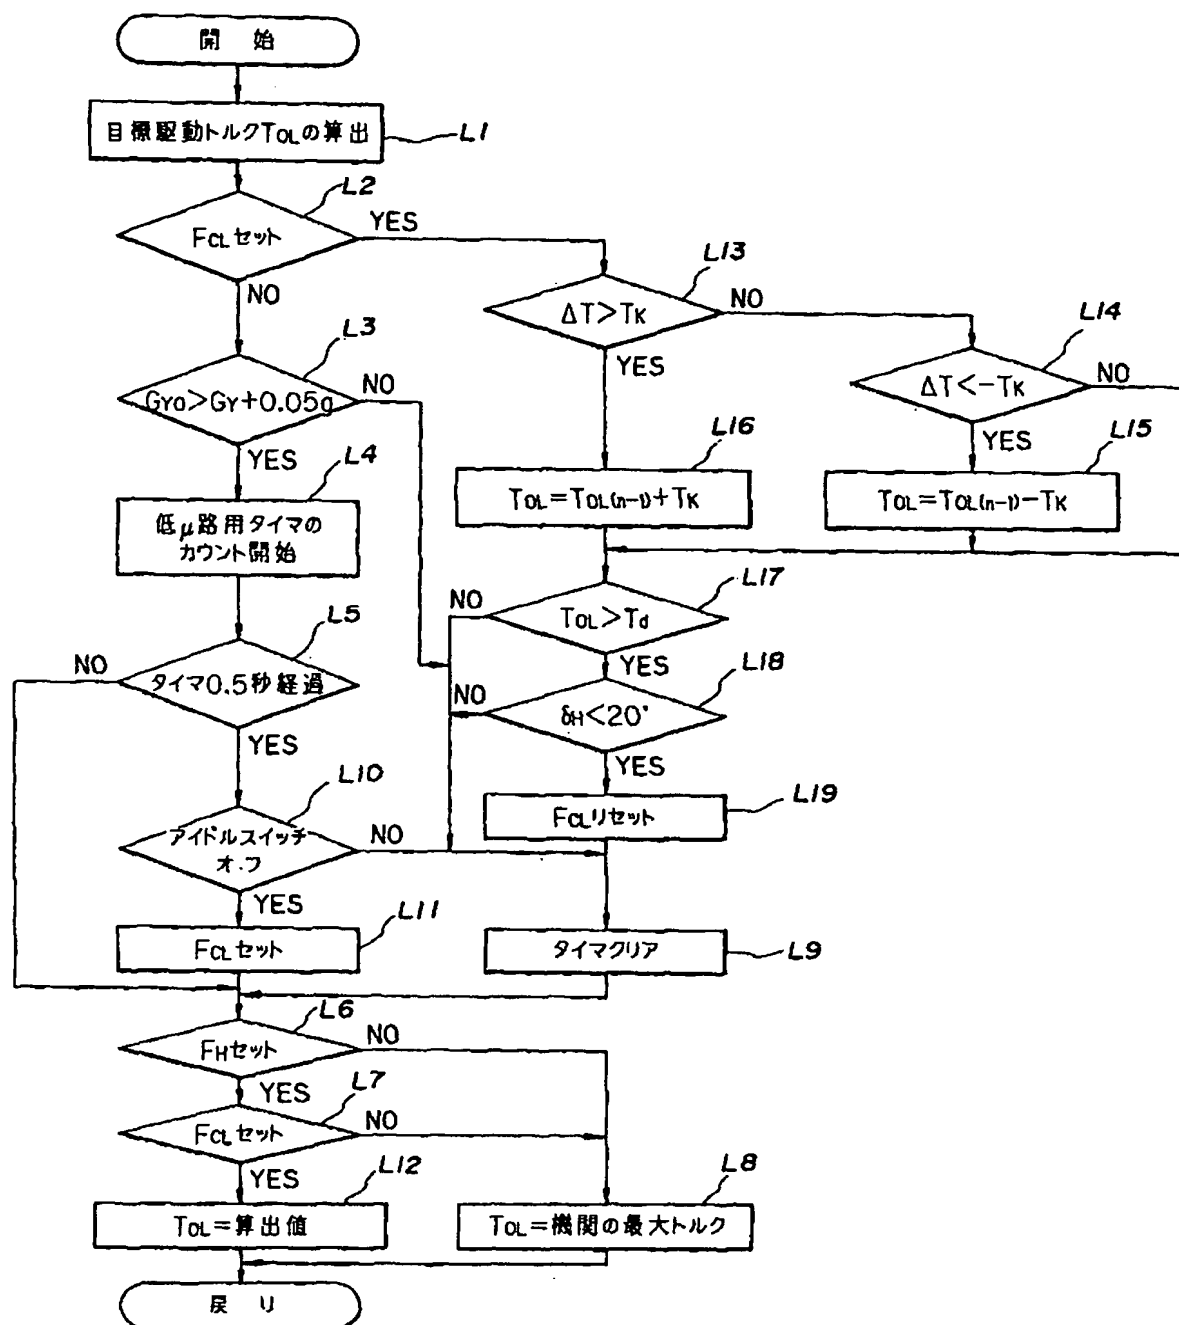 開始
目標駆動トルクTOLの算出
L1
L2
FCLセット
YES
NO
L13
ΔT>TK
NO
YES
L14
ΔT<-TK
NO
YES
L3
GYO>GY+0.05g
NO
YES
L16
TOL=TOL(n-1)+TK
L15
TOL=TOL(n-1)-TK
L4
低μ路用タイマの
カウント開始
L17
TOL>Td
NO
YES
L5
タイマ0.5秒経過
NO
YES
L18
δH<20°
NO
YES
L10
アイドルスイッチ
オフ
NO
YES
L19
FCLリセット
L11
FCLセット
タイマクリア
L9
L6
FHセット
NO
YES
L7
FCLセット
NO
YES
L12
TOL=算出値
L8
TOL=機関の最大トルク
戻り